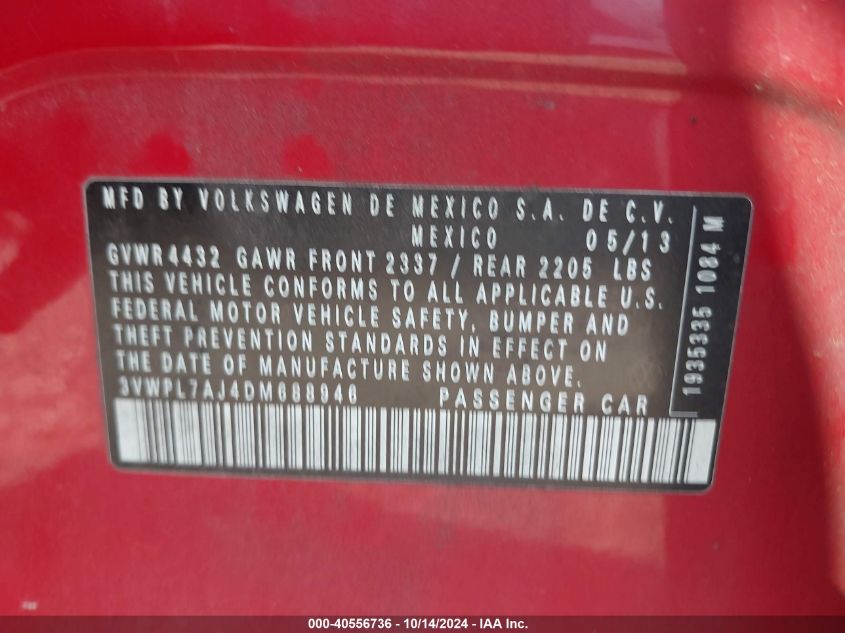 MFD BY VOLKSWAGEN DE MEXICO S.A. DE C.V.
MEXICO 05/13
GVWR 4432 GAWR FRONT 2337 / REAR 2205 LBS
THIS VEHICLE CONFORMS TO ALL APPLICABLE U.S.
FEDERAL MOTOR VEHICLE SAFETY, BUMPER AND
THEFT PREVENTION STANDARDS IN EFFECT ON
THE DATE OF MANUFACTURE SHOWN ABOVE.
3VWPL7AJ4DM688946 PASSENGER CAR
1935335 1084 M
000-40556736 - 10/14/2024 - IAA Inc.